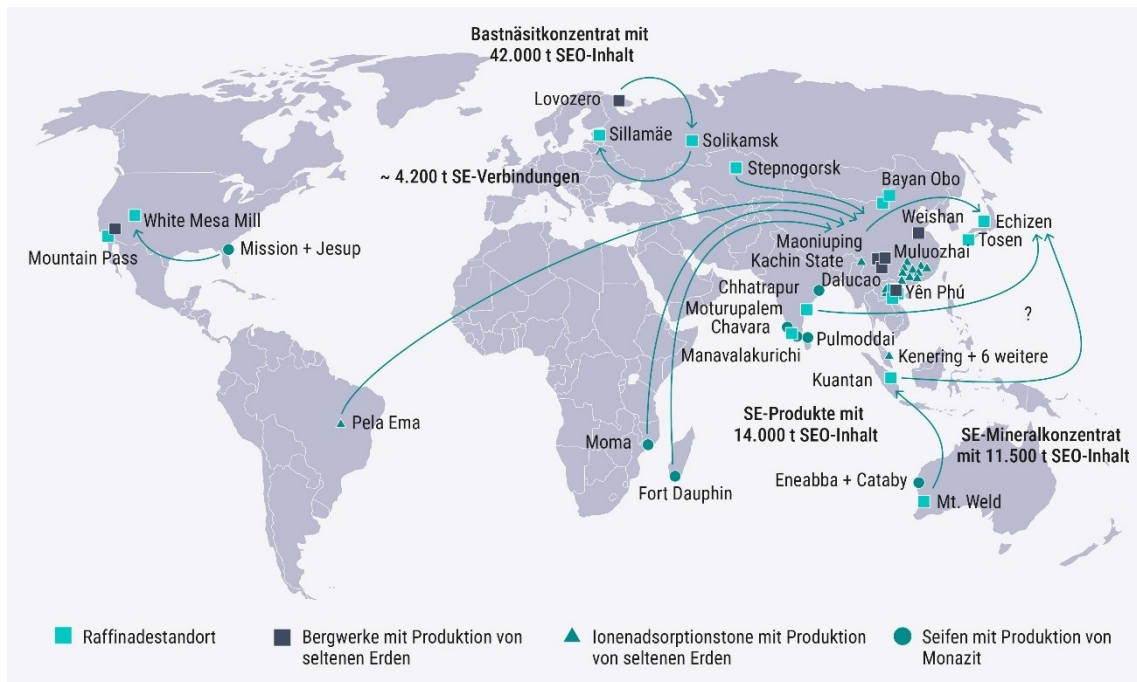 Bastnäsitkonzentrat mit
42.000 t SEO-Inhalt
Lovozero
Sillamäe
Solikamsk
Stepnogorsk
~ 4.200 t SE-Verbindungen
Bayan Obo
White Mesa Mill
Weishan
Echizen
Tosen
Mountain Pass
Mission + Jesup
Maoniuping
Muluozhai
Kachin State
Dalucao
Chhatrapur
Yên Phú
Moturupalem
?
Chavara
Pulmoddai
Manavalakurichi
Kenering + 6 weitere
Kuantan
Pela Ema
SE-Produkte mit
14.000 t SEO-Inhalt
Moma
SE-Mineralkonzentrat
mit 11.500 t SEO-Inhalt
Fort Dauphin
Eneabba + Cataby
Mt. Weld
Raffinadestandort
Bergwerke mit Produktion von
seltenen Erden
Ionenadsorptionstone mit Produktion
von seltenen Erden
Seifen mit Produktion von
Monazit